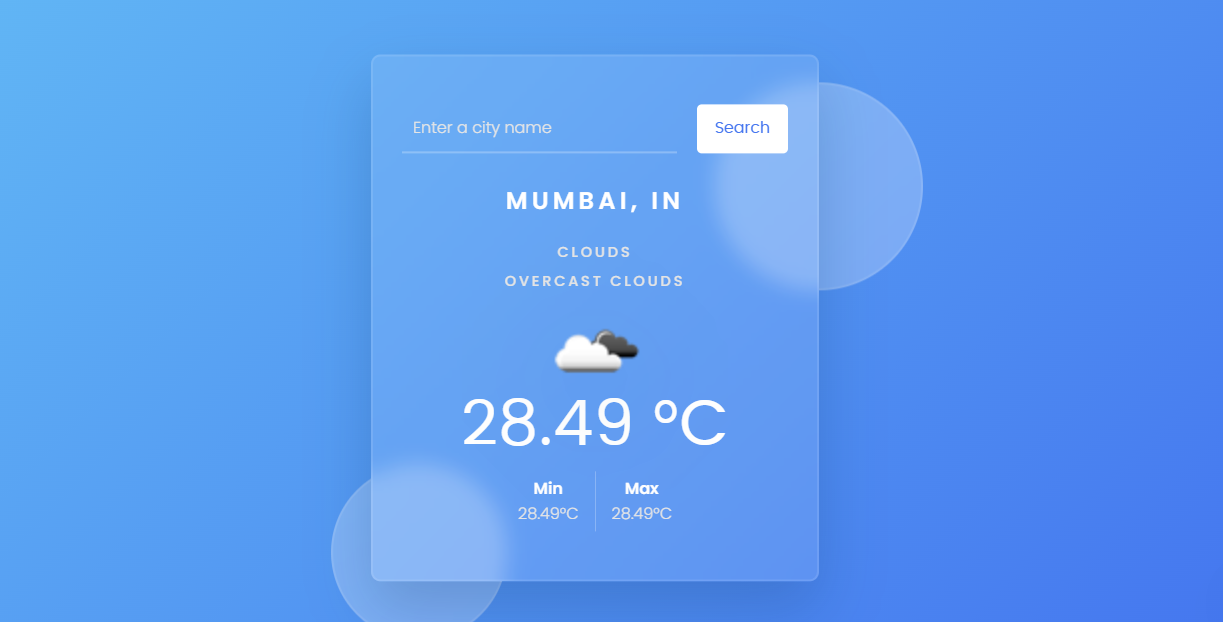 Enter a city name
Search
MUMBAI, IN
CLOUDS
OVERCAST CLOUDS
28.49 °C
Min Max
28.49°C 28.49°C